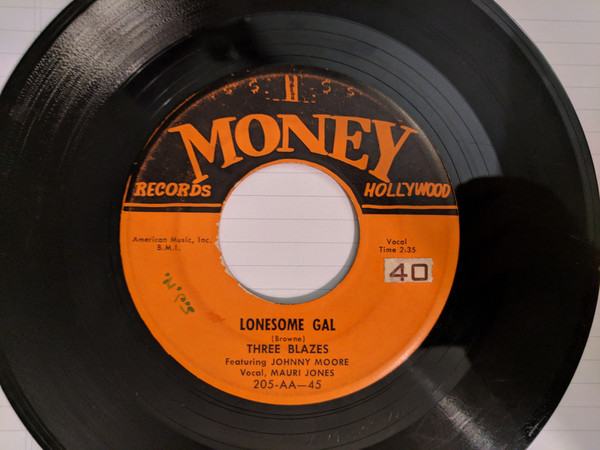 MONEY
RECORDS HOLLYWOOD
American Music, Inc.
B.M.I.
Vocal
Time 2:35
40
LONESOME GAL
(Browne)
THREE BLAZES
Featuring JOHNNY MOORE
Vocal, MAURI JONES
205-AA—45